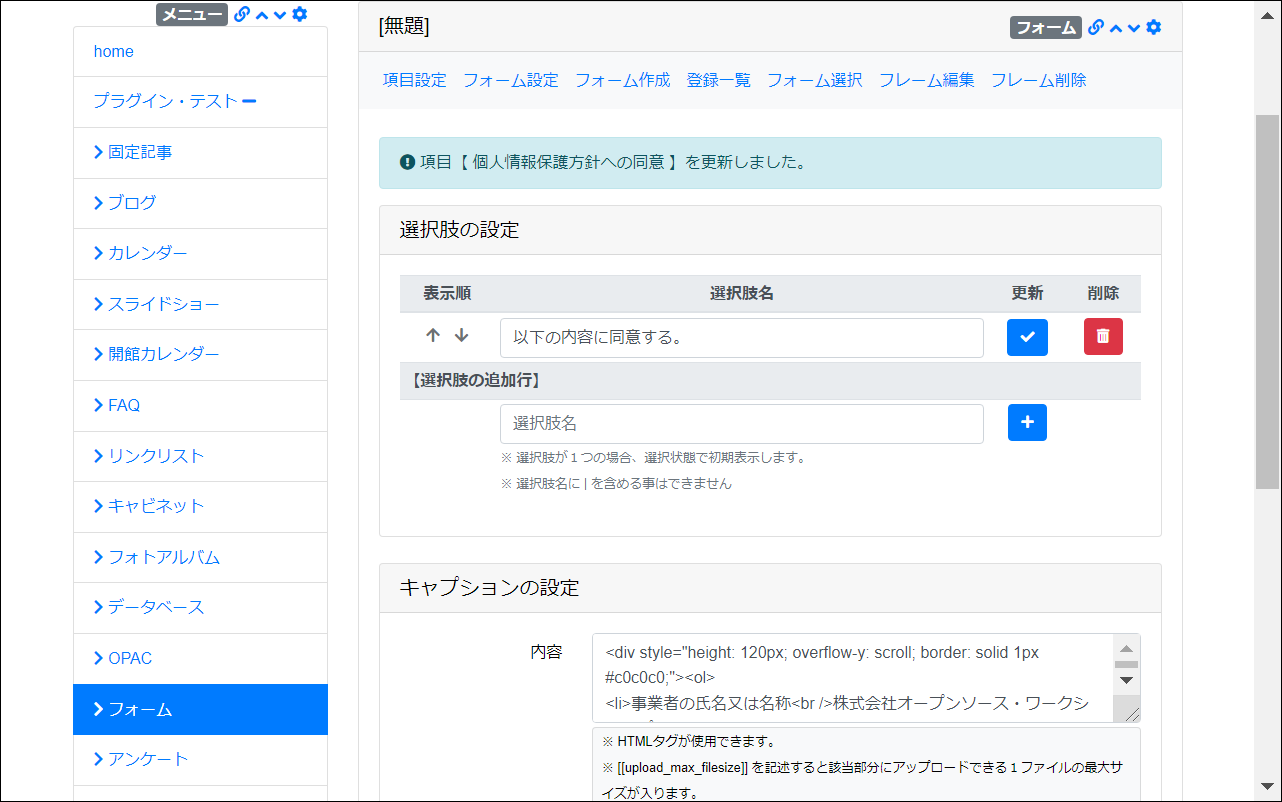 メニュー
home
プラグイン・テスト
固定記事
ブログ
カレンダー
スライドショー
開館カレンダー
FAQ
リンクリスト
キャビネット
フォトアルバム
データベース
OPAC
フォーム
アンケート
[無題]
フォーム
項目設定 フォーム設定 フォーム作成 登録一覧 フォーム選択 フレーム編集 フレーム削除
項目【 個人情報保護方針への同意 】を更新しました。
選択肢の設定
表示順 選択肢名 更新 削除
以下の内容に同意する。
【選択肢の追加行】
選択肢名
※ 選択肢が１つの場合、選択状態で初期表示します。
※ 選択肢名に | を含める事はできません
キャプションの設定
内容
<div style="height: 120px; overflow-y: scroll; border: solid 1px
#c0c0c0;"><ol>
<li>事業者の氏名又は名称<br />株式会社オープンソース・ワークシ
※ HTMLタグが使用できます。
※ [[upload_max_filesize]] を記述すると該当部分にアップロードできる１ファイルの最大サ
イズが入ります。